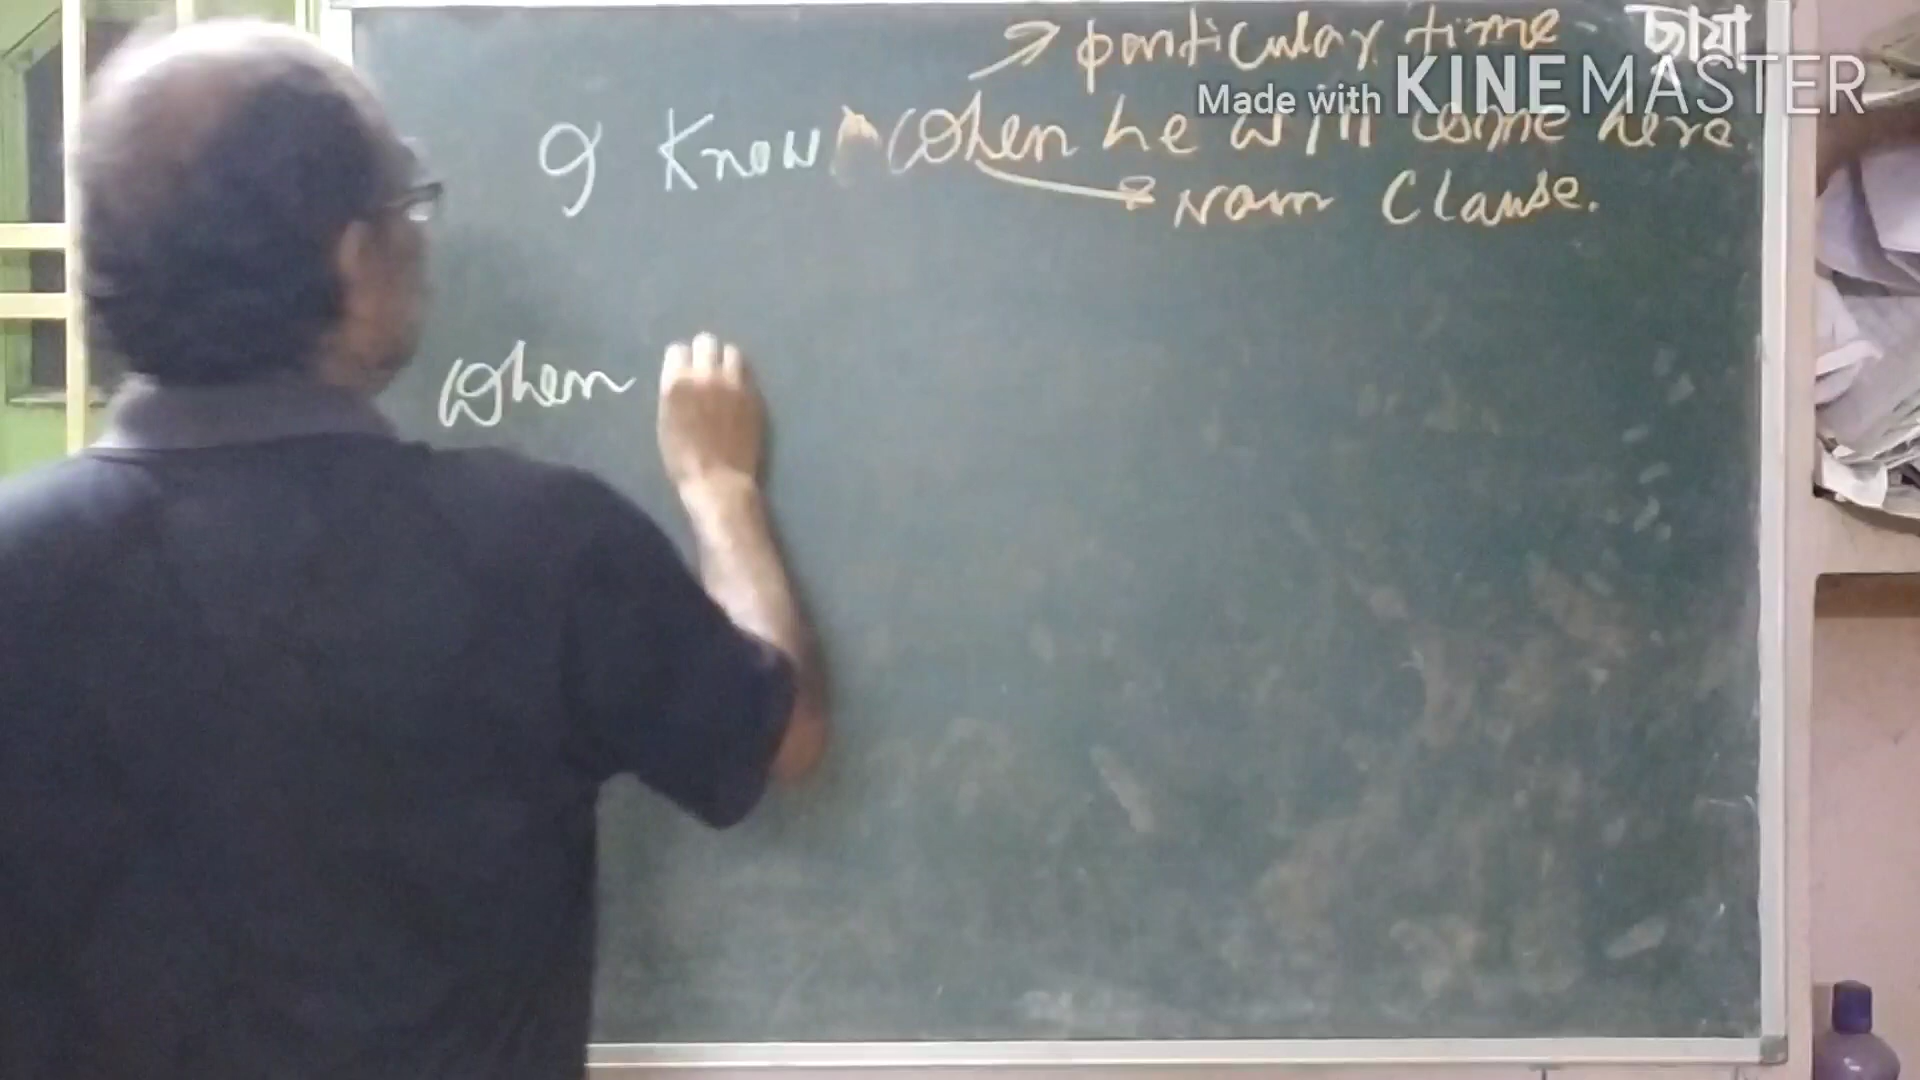 particular time
ছায়া
Made with KINEMASTER
I Know when he will come here.
Noun Clause.
When